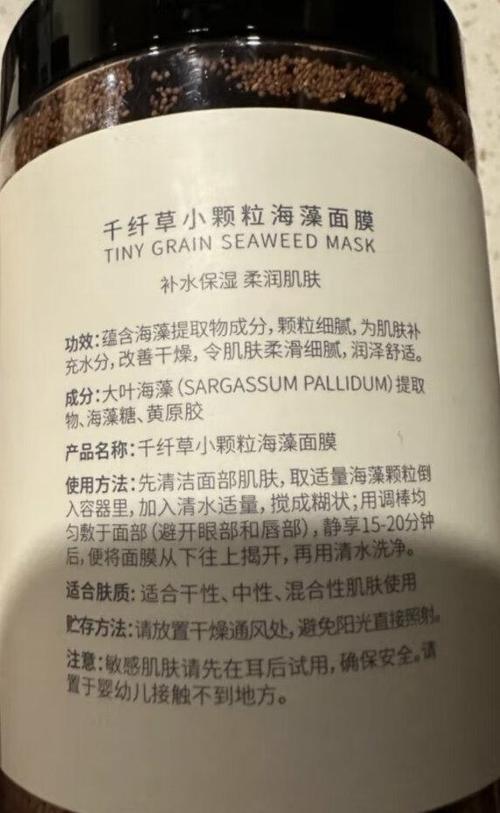 千纤草小颗粒海藻面膜
TINY GRAIN SEAWEED MASK
补水保湿 柔润肌肤
功效：蕴含海藻提取物成分，颗粒细腻，为肌肤补
充水分，改善干燥，令肌肤柔滑细腻，润泽舒适。
成分：大叶海藻（SARGASSUM PALLIDUM）提取
物、海藻糖、黄原胶
产品名称：千纤草小颗粒海藻面膜
使用方法：先清洁面部肌肤，取适量海藻颗粒倒
入容器里，加入清水适量，搅成糊状；用调棒均
匀敷于面部（避开眼部和唇部），静享15-20分钟
后，便将面膜从下往上揭开，再用清水洗净。
适合肤质：适合干性、中性、混合性肌肤使用
贮存方法：请放置干燥通风处，避免阳光直接照射。
注意：敏感肌肤请先在耳后试用，确保安全。请
置于婴幼儿接触不到地方。